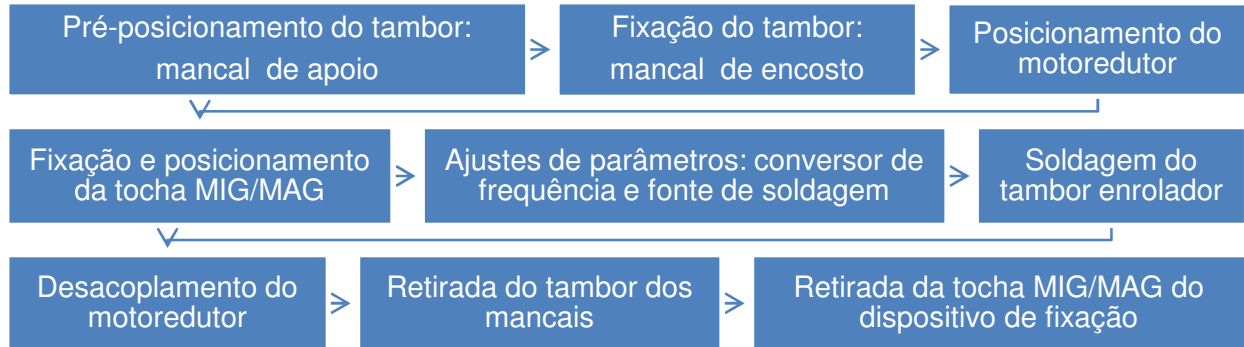 Pré-posicionamento do tambor:
mancal de apoio
Fixação do tambor:
mancal de encosto
Posicionamento do
motoredutor
Fixação e posicionamento
da tocha MIG/MAG
Ajustes de parâmetros: conversor de
frequência e fonte de soldagem
Soldagem do
tambor enrolador
Desacoplamento do
motoredutor
Retirada do tambor dos
mancais
Retirada da tocha MIG/MAG do
dispositivo de fixação